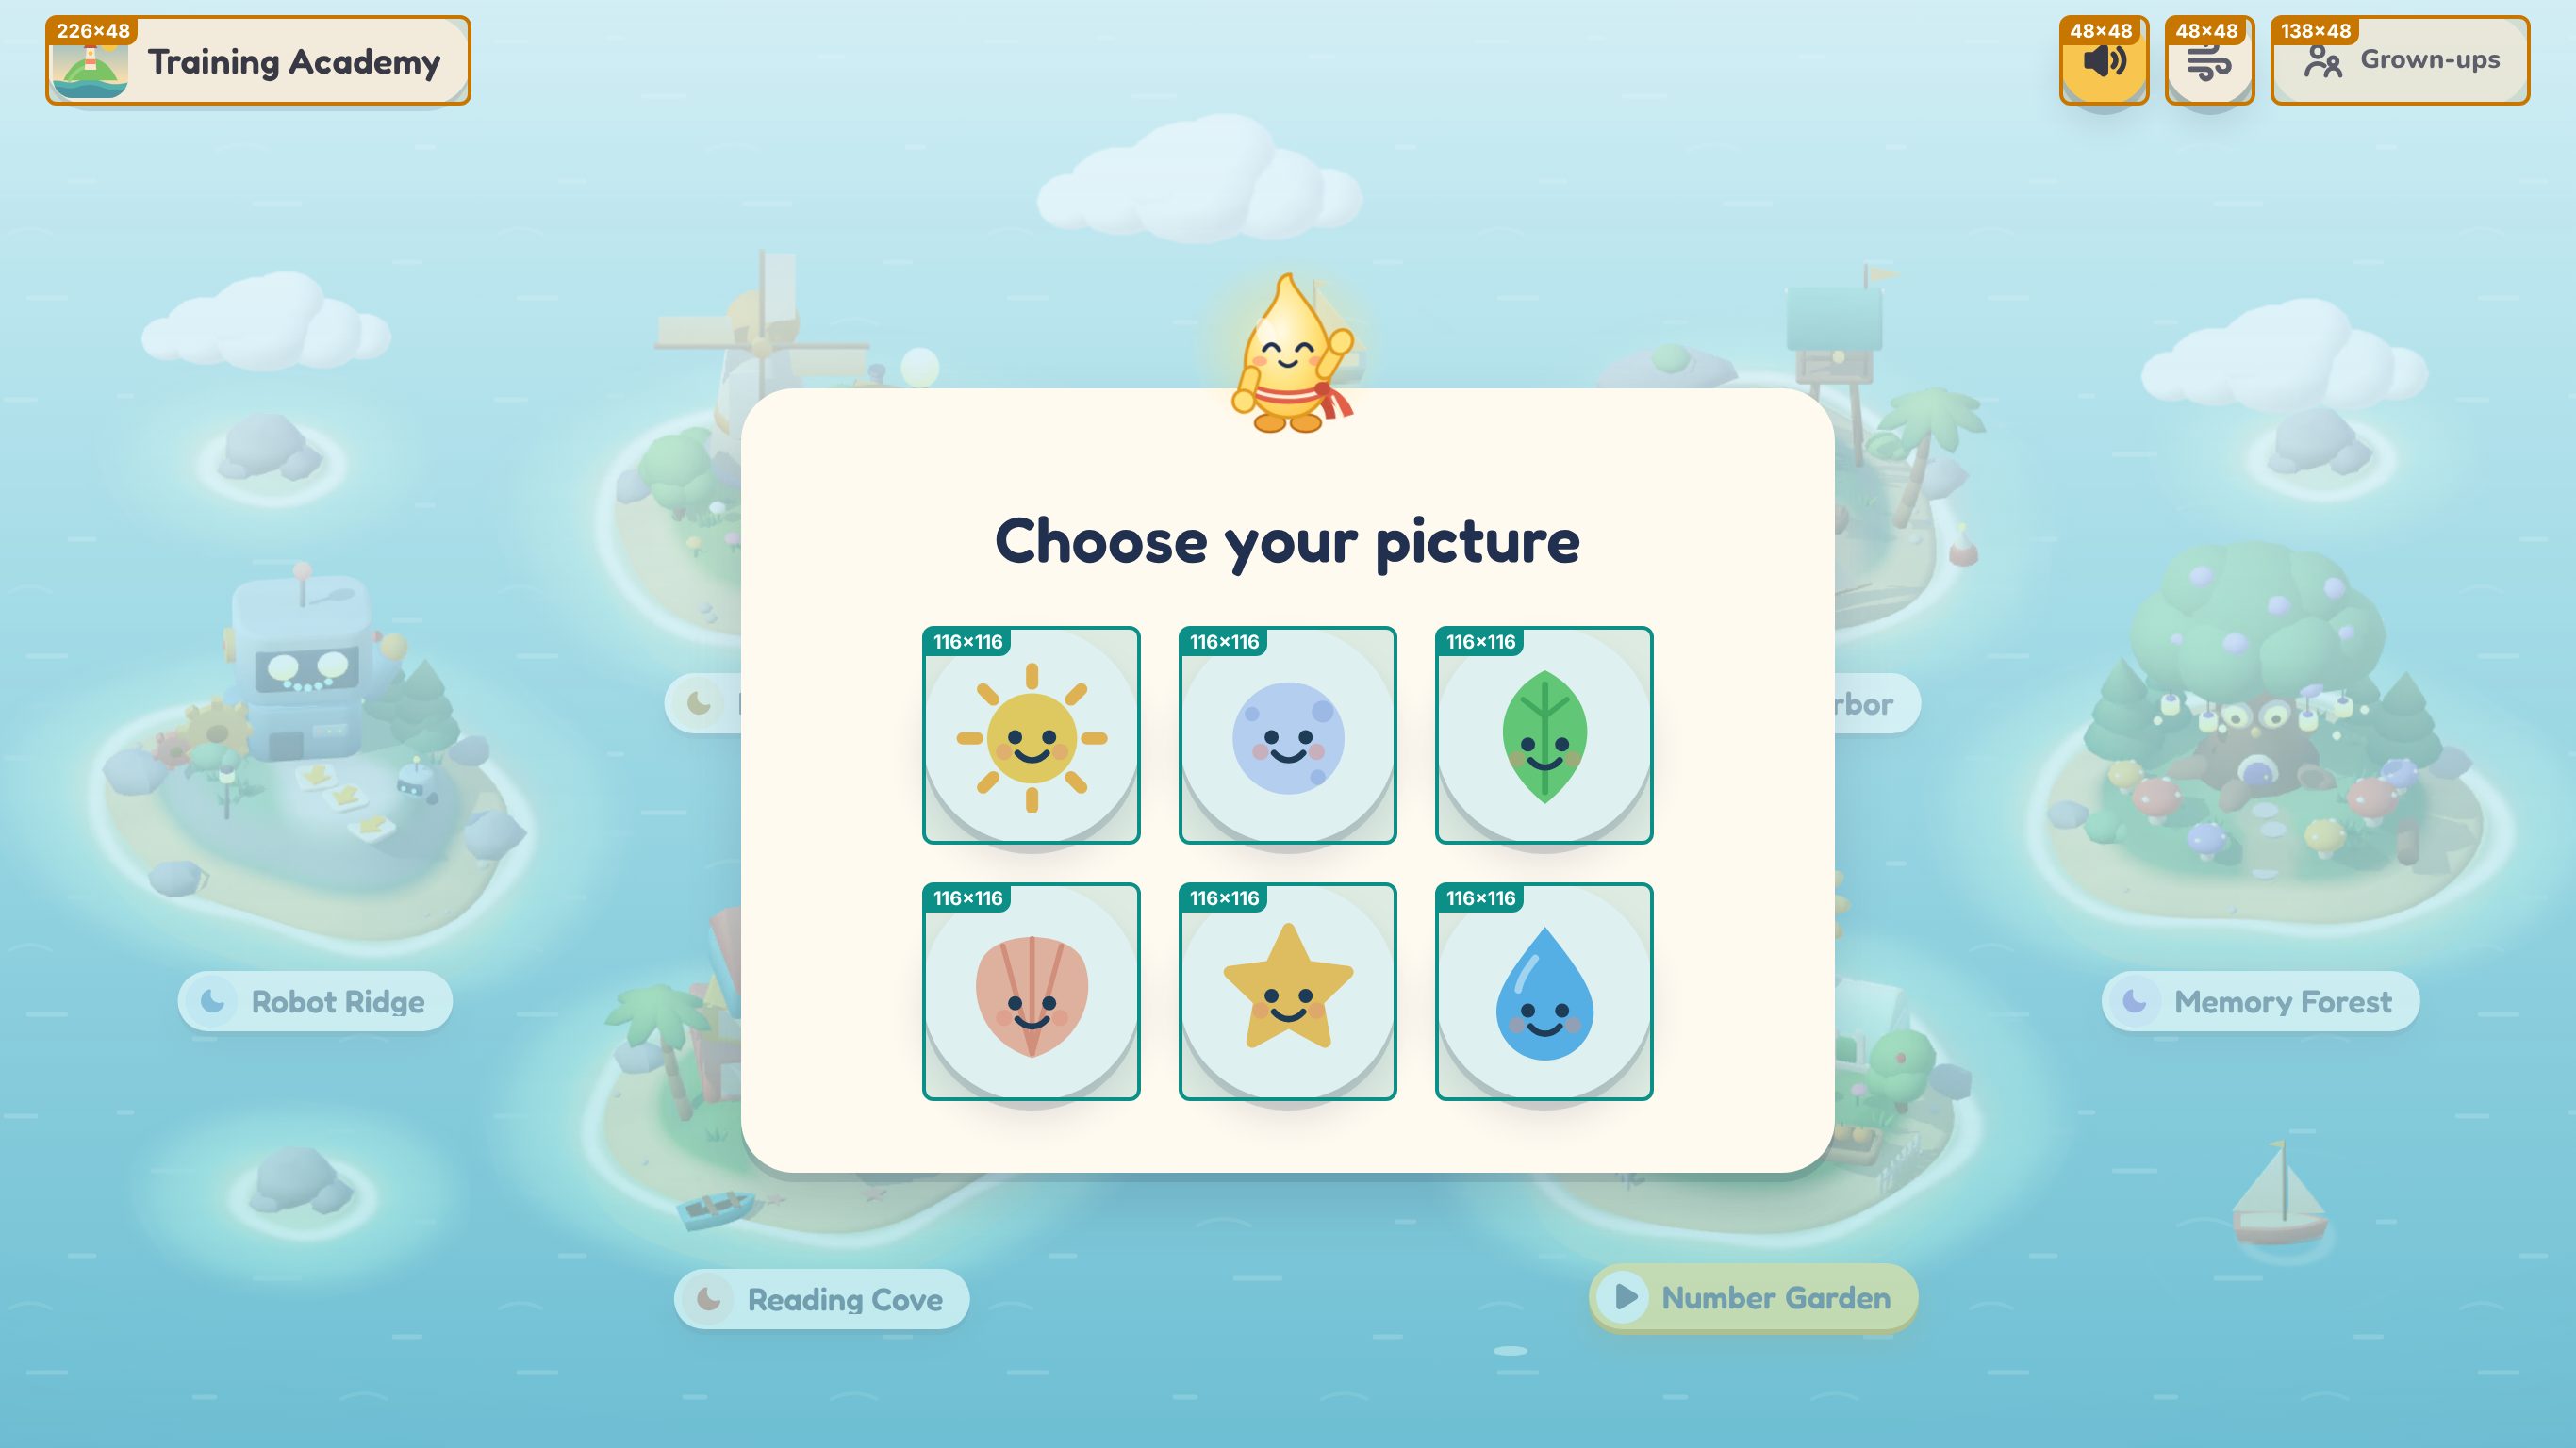 226×48
Training Academy
48×48
48×48
138×48
Grown-ups
Choose your picture
116×116
116×116
116×116
rbor
116×116
116×116
116×116
Robot Ridge
Memory Forest
Reading Cove
Number Garden